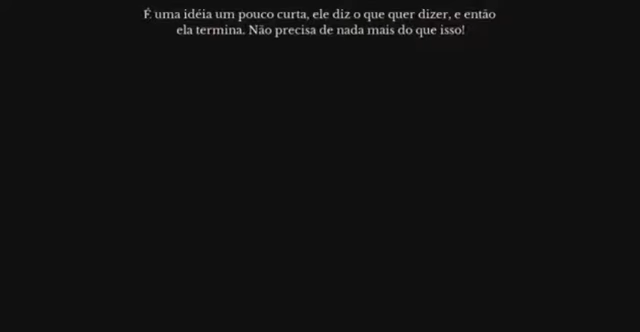 É uma idéia um pouco curta, ele diz o que quer dizer, e então
ela termina. Não precisa de nada mais do que isso!